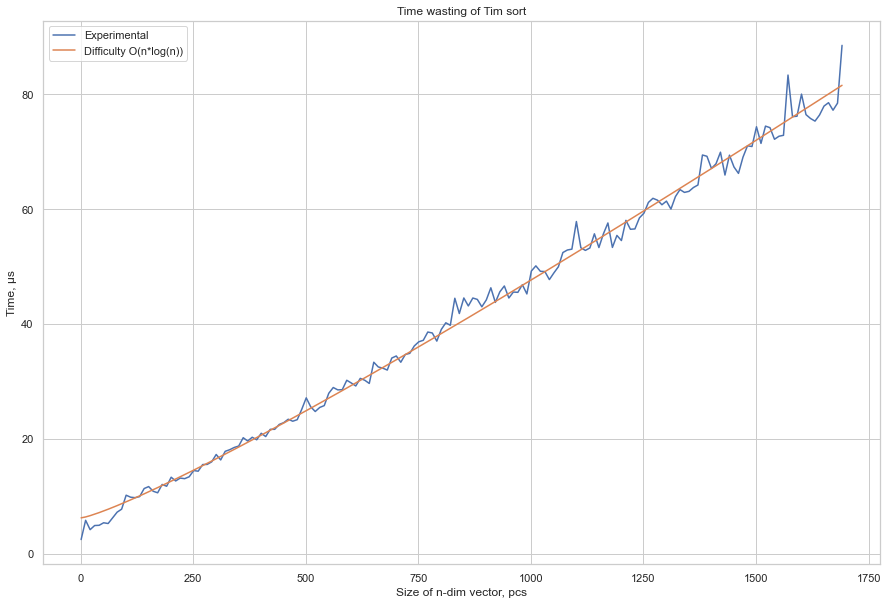 Time wasting of Tim sort
Experimental
Difficulty O(n*log(n))
80
60
40
20
0
Time, μs
0 250 500 750 1000 1250 1500 1750
Size of n-dim vector, pcs